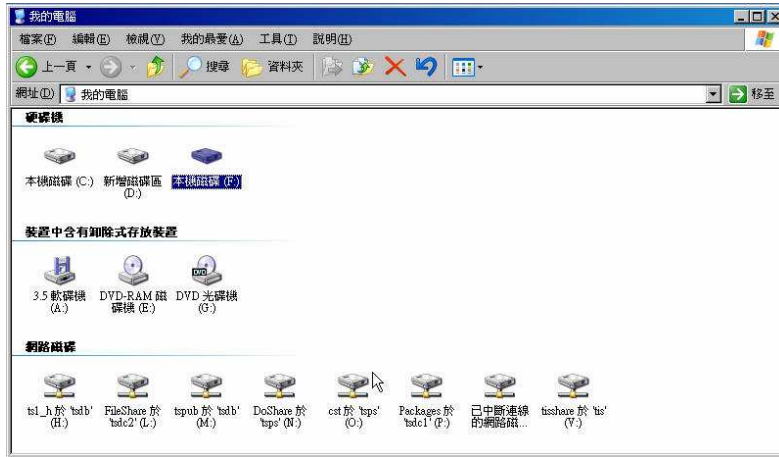 我的電腦
檔案(F) 編輯(E) 檢視(V) 我的最愛(A) 工具(T) 說明(H)
上一頁 搜尋 資料夾
網址(D) 我的電腦 移至
硬碟機
本機磁碟 (C:) 新增磁碟區 本機磁碟 (F:)
(D:)
裝置中含有卸除式存放裝置
3.5 軟碟機 DVD-RAM 磁 DVD 光碟機
(A:) 碟機 (E:) (G:)
DVD
網路磁碟
ts1_h 於 'tsdb' FileShare 於 tspub 於 'tsdb' DoShare 於 cst 於 'tsps' Packages 於 已中斷連線 tisshare 於 'tis'
(H:) 'tsdc2' (L:) (M:) 'tsps' (N:) (O:) 'tsdc1' (P:) 的網路磁... (V:)